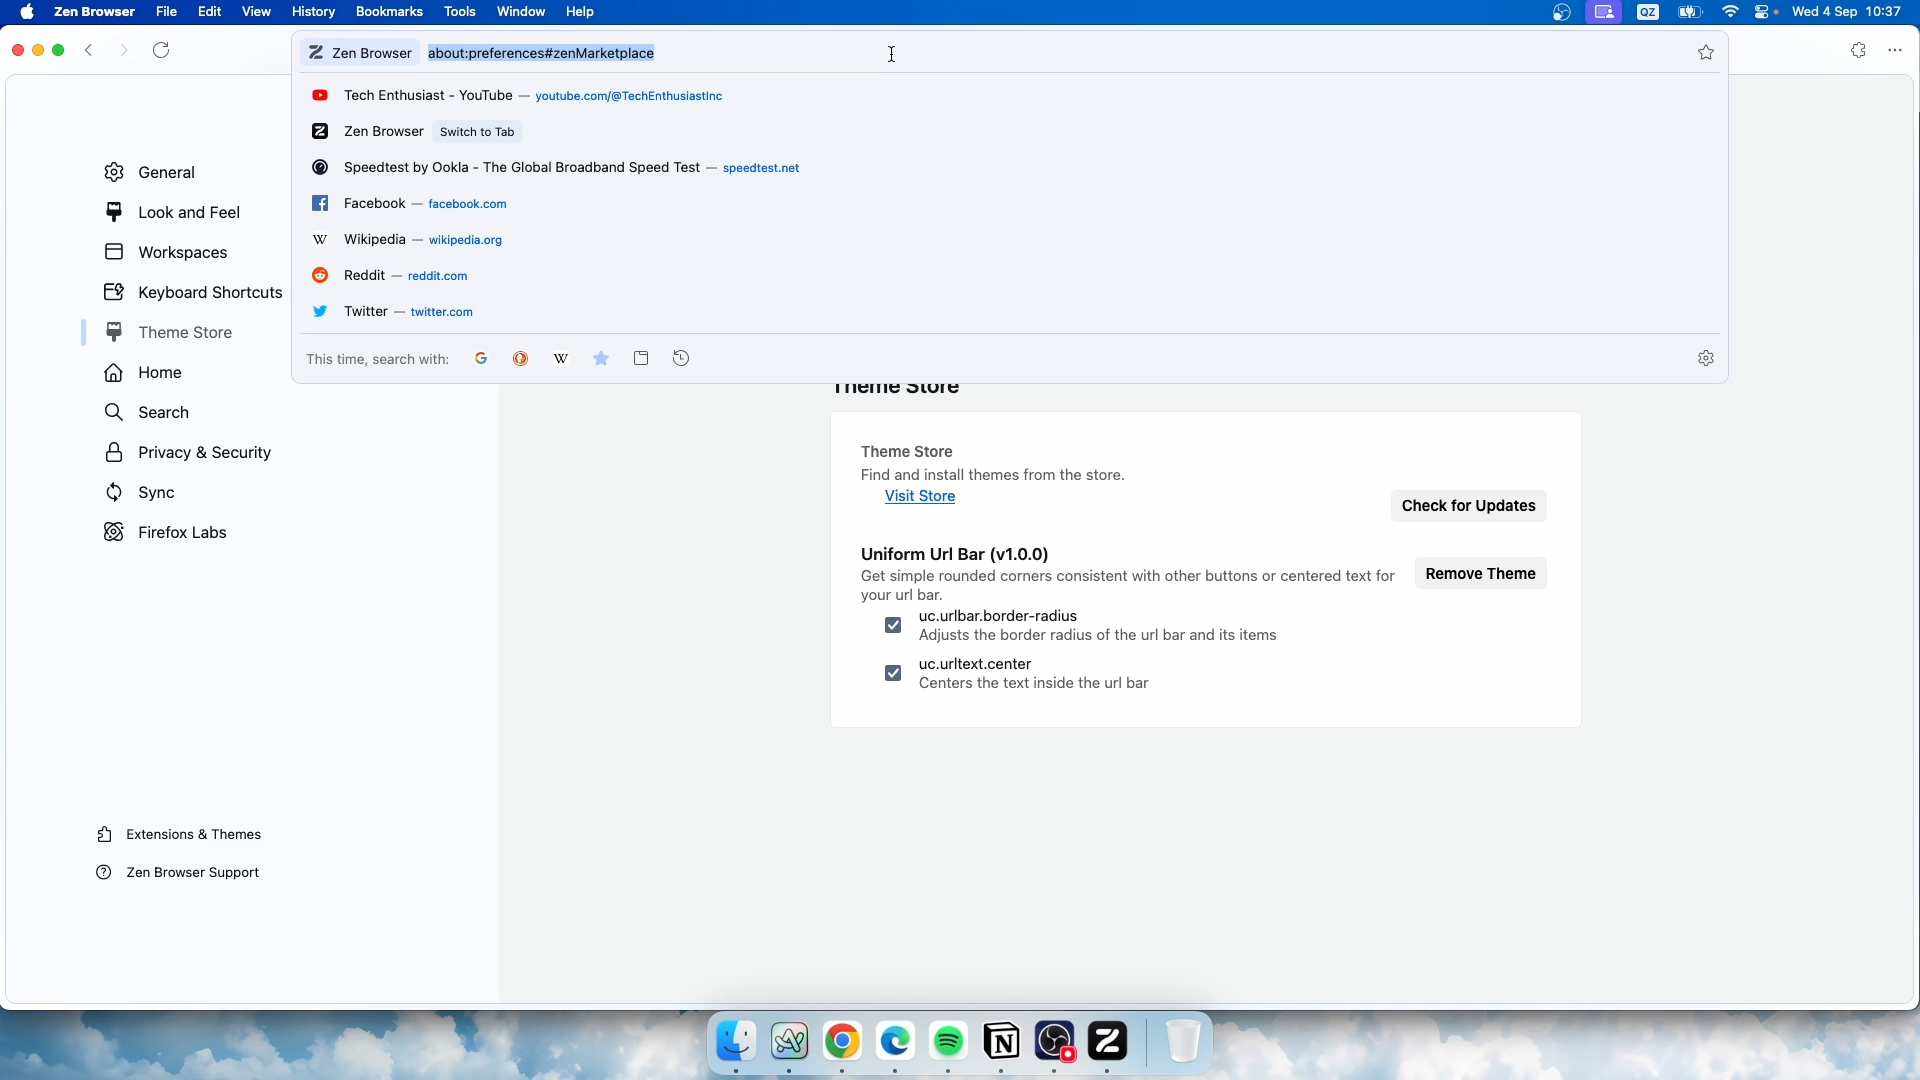 Zen Browser File Edit View History Bookmarks Tools Window Help QZ Wed 4 Sep 10:37
Zen Browser about:preferences#zenMarketplace
Tech Enthusiast - YouTube — youtube.com/@TechEnthusiastInc
Zen Browser Switch to Tab
Speedtest by Ookla - The Global Broadband Speed Test — speedtest.net
Facebook — facebook.com
Wikipedia — wikipedia.org
Reddit — reddit.com
Twitter — twitter.com
This time, search with:
General
Look and Feel
Workspaces
Keyboard Shortcuts
Theme Store
Home
Search
Privacy & Security
Sync
Firefox Labs
Extensions & Themes
Zen Browser Support
Theme Store
Theme Store
Find and install themes from the store.
Visit Store
Check for Updates
Uniform Url Bar (v1.0.0)
Get simple rounded corners consistent with other buttons or centered text for
your url bar.
Remove Theme
uc.urlbar.border-radius
Adjusts the border radius of the url bar and its items
uc.urltext.center
Centers the text inside the url bar